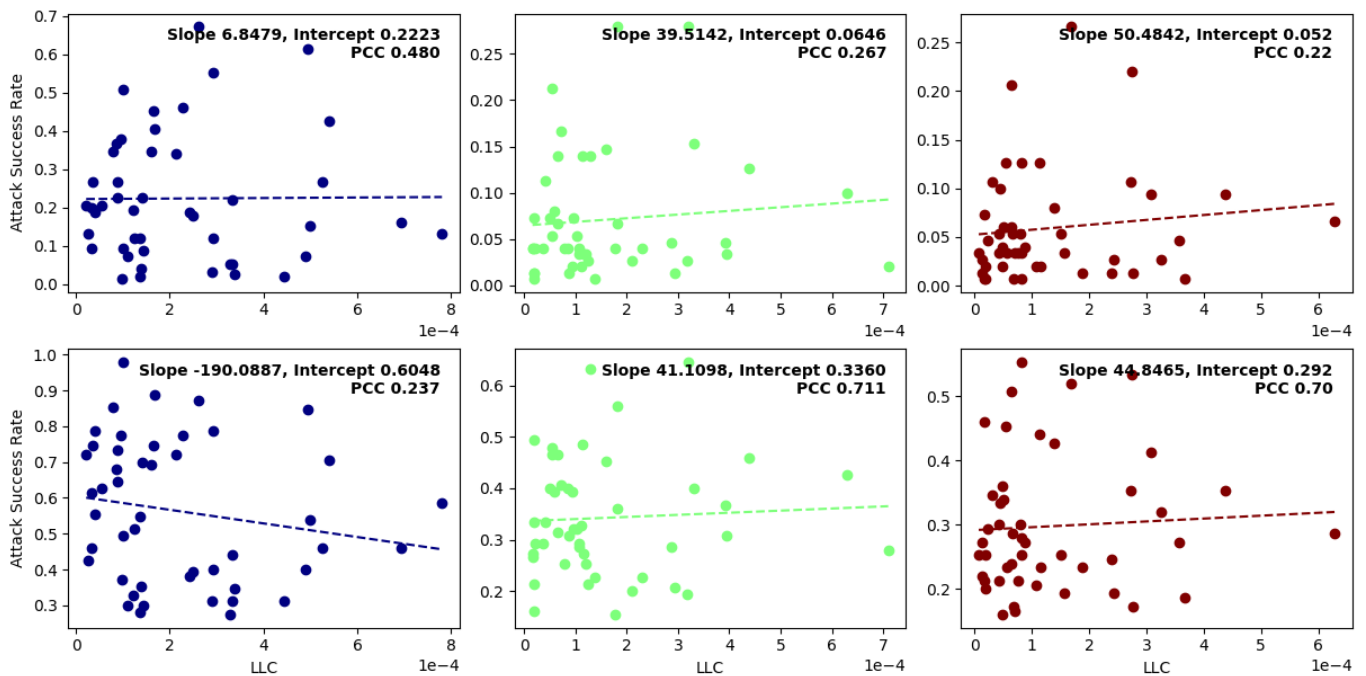 Slope 6.8479, Intercept 0.2223
PCC 0.480
Slope 39.5142, Intercept 0.0646
PCC 0.267
Slope 50.4842, Intercept 0.052
PCC 0.22
Attack Success Rate
0.7
0.6
0.5
0.4
0.3
0.2
0.1
0.0
0.25
0.20
0.15
0.10
0.05
0.00
0.25
0.20
0.15
0.10
0.05
0.00
0 2 4 6 8
1e−4
0 1 2 3 4 5 6 7
1e−4
0 1 2 3 4 5 6
1e−4
Slope -190.0887, Intercept 0.6048
PCC 0.237
Slope 41.1098, Intercept 0.3360
PCC 0.711
Slope 44.8465, Intercept 0.292
PCC 0.70
Attack Success Rate
1.0
0.9
0.8
0.7
0.6
0.5
0.4
0.3
0.6
0.5
0.4
0.3
0.2
0.5
0.4
0.3
0.2
0 2 4 6 8
1e−4
LLC
0 1 2 3 4 5 6 7
1e−4
LLC
0 1 2 3 4 5 6
1e−4
LLC